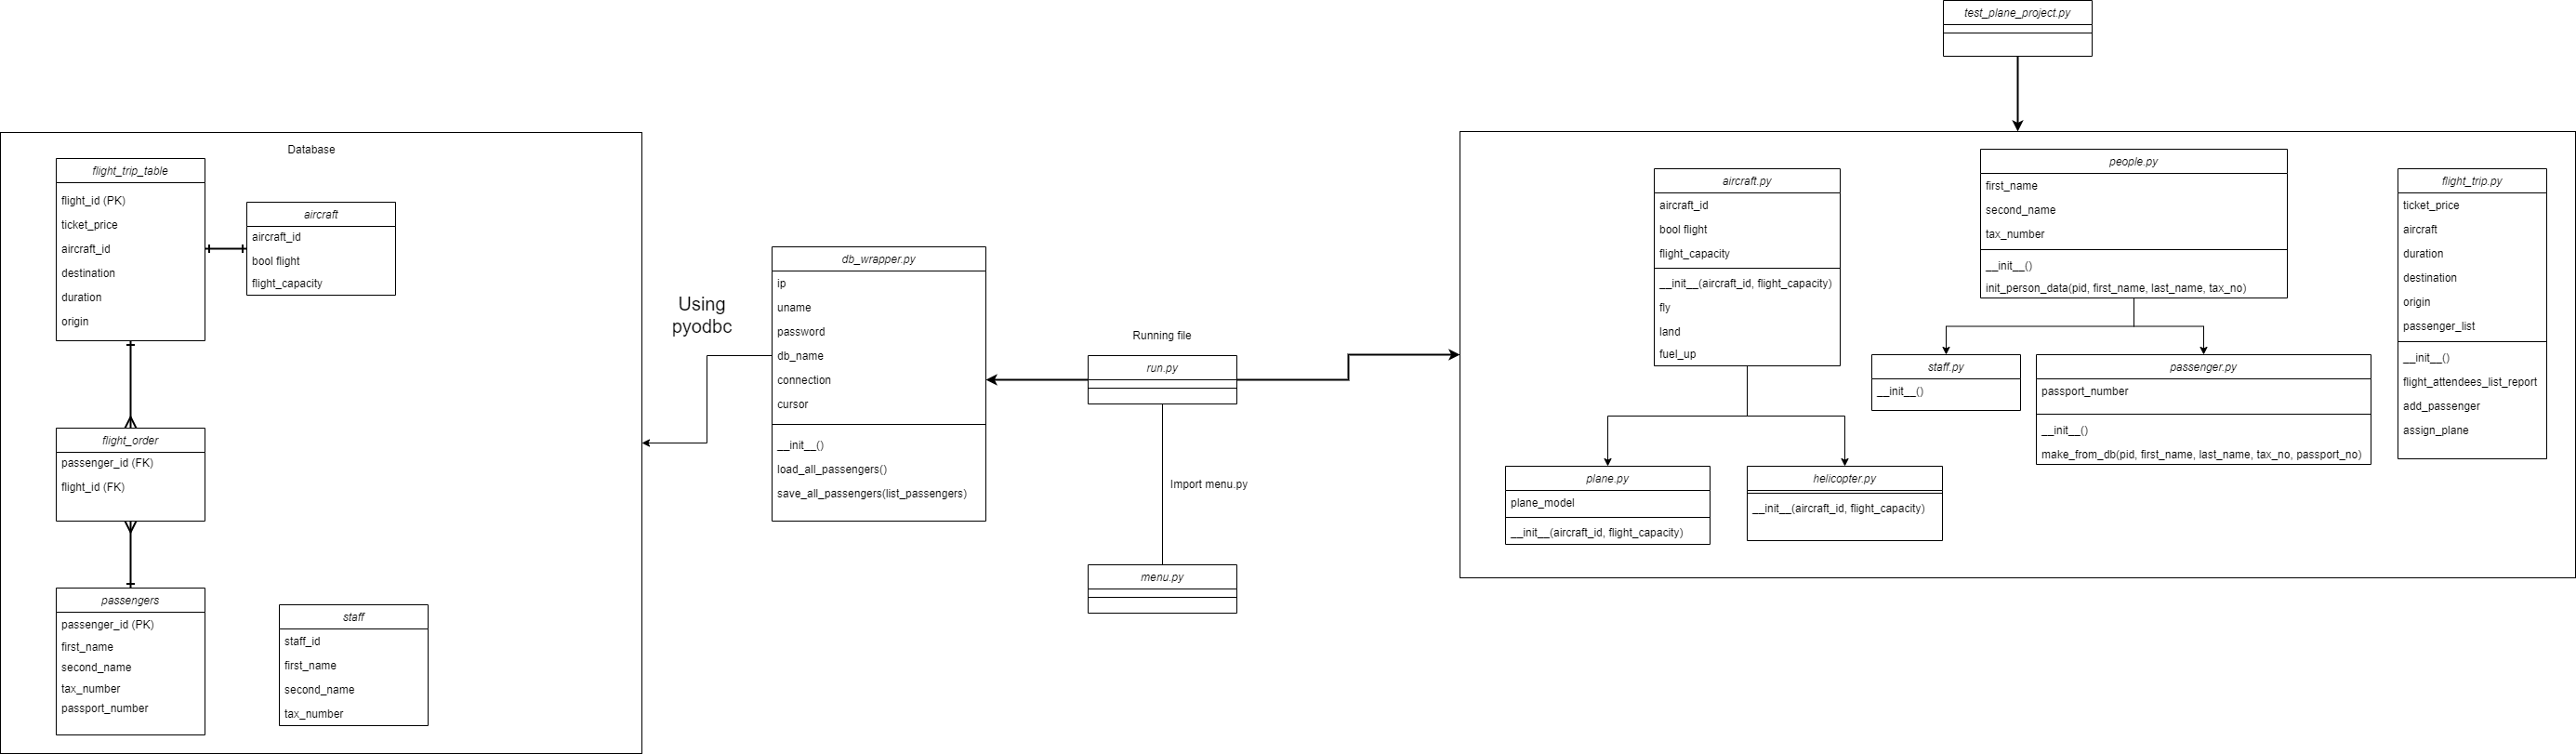 test_plane_project.py
Database
flight_trip_table
flight_id (PK)
ticket_price
aircraft_id
destination
duration
origin
aircraft
aircraft_id
bool flight
flight_capacity
flight_order
passenger_id (FK)
flight_id (FK)
passengers
passenger_id (PK)
first_name
second_name
tax_number
passport_number
staff
staff_id
first_name
second_name
tax_number
Using
pyodbc
db_wrapper.py
ip
uname
password
db_name
connection
cursor
__init__()
load_all_passengers()
save_all_passengers(list_passengers)
Running file
run.py
Import menu.py
menu.py
aircraft.py
aircraft_id
bool flight
flight_capacity
__init__(aircraft_id, flight_capacity)
fly
land
fuel_up
plane.py
plane_model
__init__(aircraft_id, flight_capacity)
helicopter.py
__init__(aircraft_id, flight_capacity)
people.py
first_name
second_name
tax_number
__init__()
init_person_data(pid, first_name, last_name, tax_no)
staff.py
__init__()
passenger.py
passport_number
__init__()
make_from_db(pid, first_name, last_name, tax_no, passport_no)
flight_trip.py
ticket_price
aircraft
duration
destination
origin
passenger_list
__init__()
flight_attendees_list_report
add_passenger
assign_plane